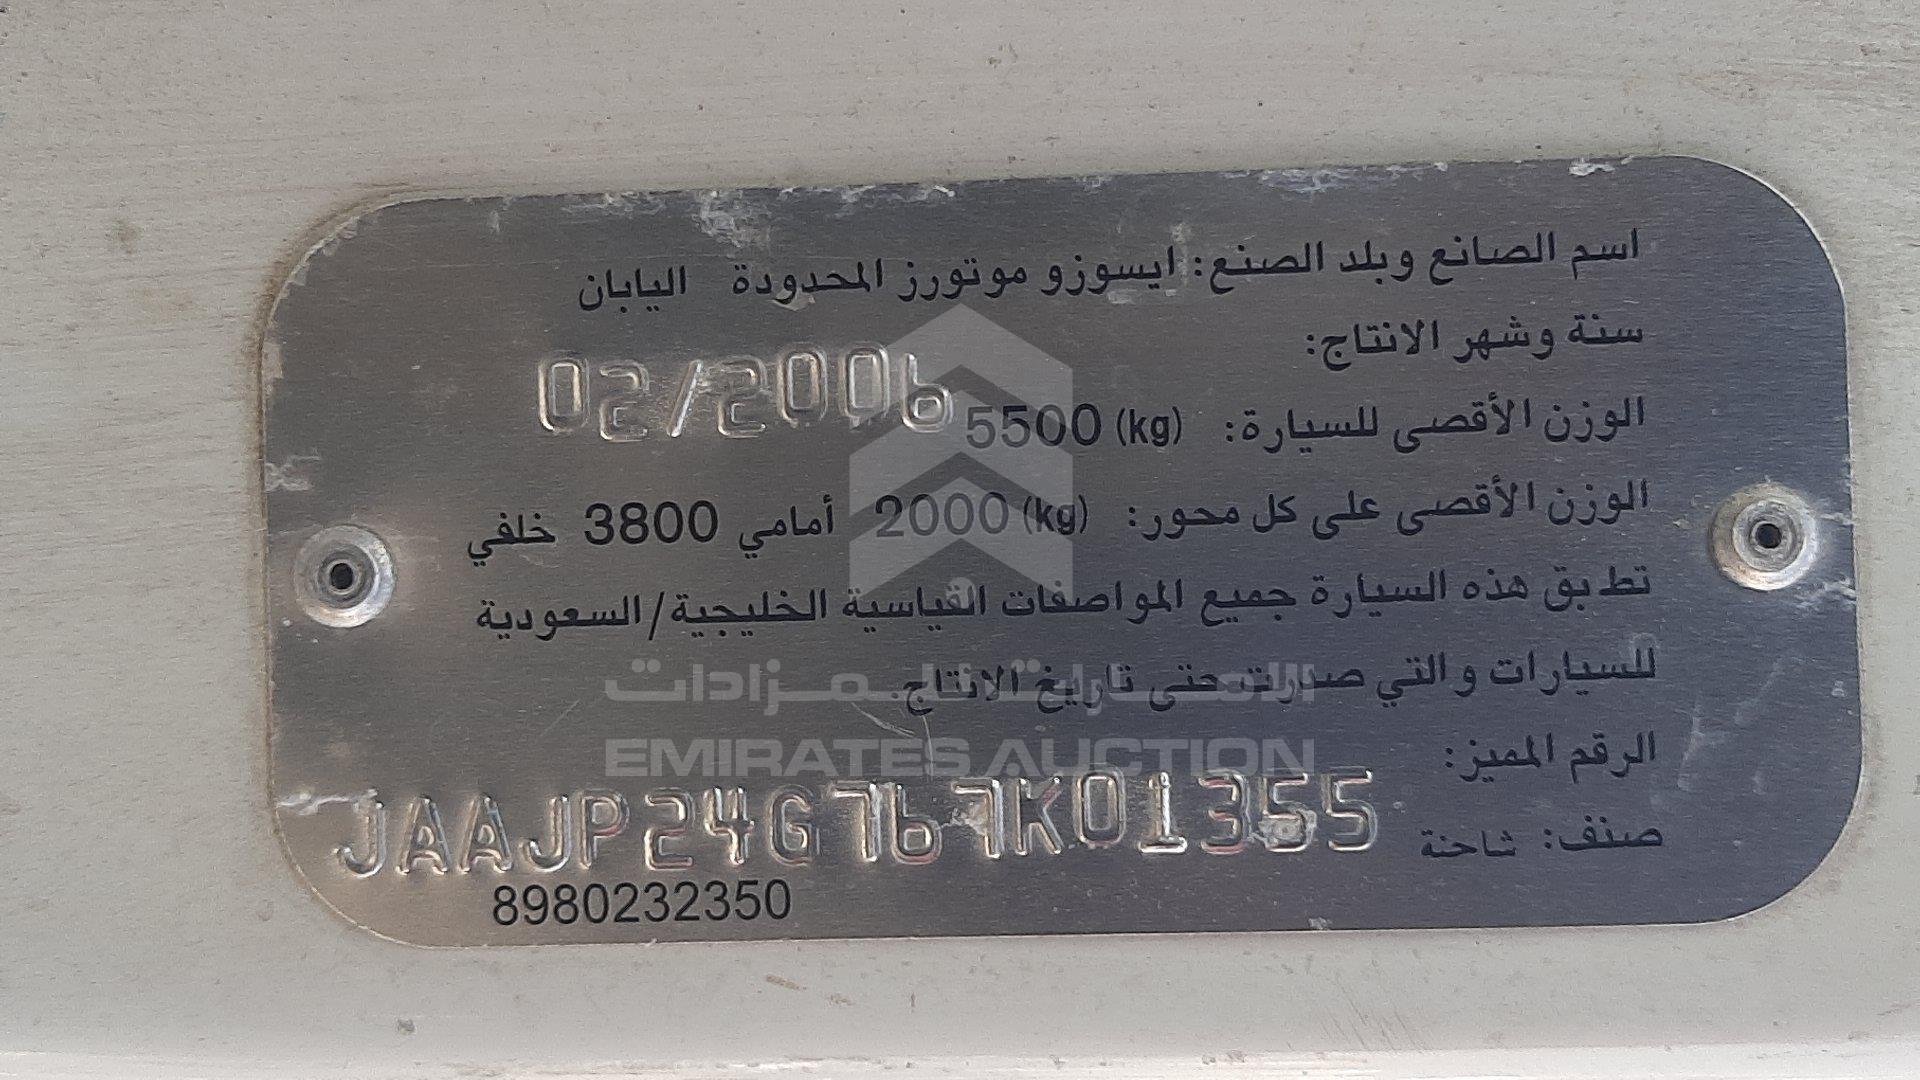 اسم الصانع وبلد الصنع: ايسوزو موتورز المحدودة اليابان
سنة وشهر الانتاج:
02/2006
الوزن الأقصى للسيارة: 5500 (kg)
الوزن الأقصى على كل محور: (kg) 2000 أمامي 3800 خلفي
تطبق هذه السيارة جميع المواصفات القياسية الخليجية/السعودية
للسيارات والتي صدرت حتى تاريخ الانتاج.
الامارات للمزادات
EMIRATES AUCTION
الرقم المميز:
JAAJP24G767K01355
صنف: شاحنة
8980232350